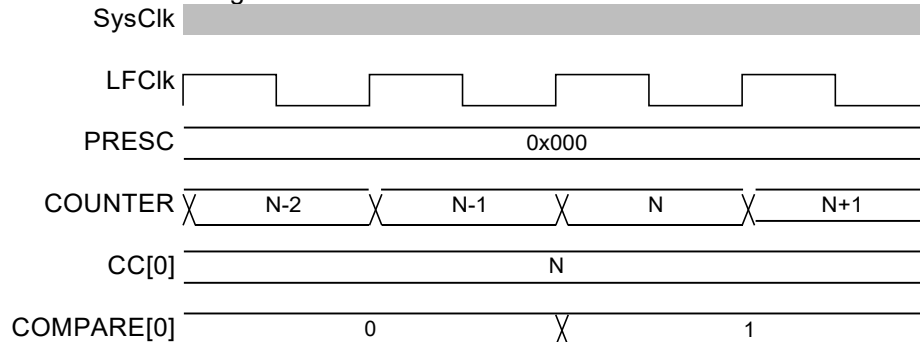 SysClk
LFClk
PRESC 0x000
COUNTER N-2 N-1 N N+1
CC[0] N
COMPARE[0] 0 1